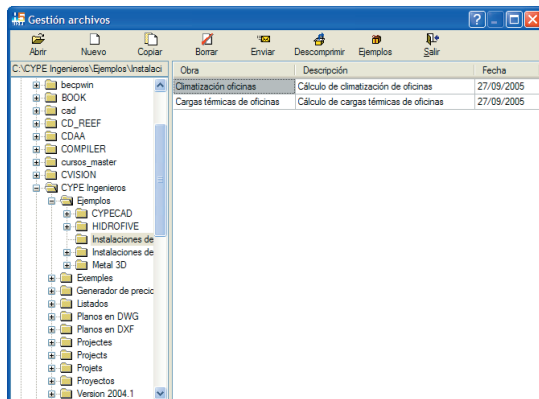 Gestión archivos
Abrir Nuevo Copiar Borrar Enviar Descomprimir Ejemplos Salir
C:\CYPE Ingenieros\Ejemplos\Instalaci
Obra Descripción Fecha
Climatización oficinas Cálculo de climatización de oficinas 27/09/2005
Cargas térmicas de oficinas Cálculo de cargas térmicas de oficinas 27/09/2005
becpwin
BOOK
cad
CD_REEF
CDAA
COMPILER
cursos_master
CVISION
CYPE Ingenieros
Ejemplos
CYPECAD
HIDROFIVE
Instalaciones de
Instalaciones de
Metal 3D
Exemples
Generador de precic
Listados
Planos en DWG
Planos en DXF
Projectes
Projects
Projets
Proyectos
Version 2004.1